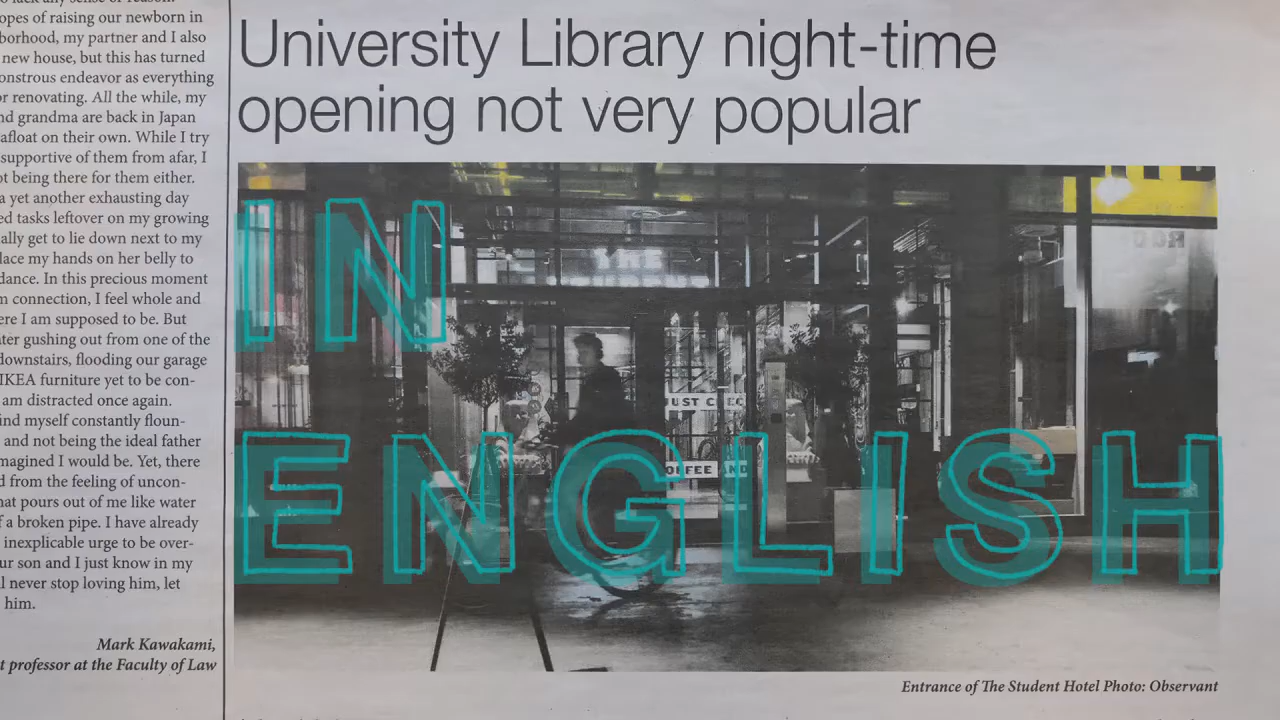 opes of raising our newborn in
borhood, my partner and I also
new house, but this has turned
onstrous endeavor as everything
or renovating. All the while, my
nd grandma are back in Japan
afloat on their own. While I try
supportive of them from afar, I
ot being there for them either.
a yet another exhausting day
ed tasks leftover on my growing
ally get to lie down next to my
lace my hands on her belly to
dance. In this precious moment
n connection, I feel whole and
ere I am supposed to be. But
ter gushing out from one of the
downstairs, flooding our garage
IKEA furniture yet to be con-
am distracted once again.
ind myself constantly floun-
and not being the ideal father
magined I would be. Yet, there
d from the feeling of uncon-
hat pours out of me like water
f a broken pipe. I have already
inexplicable urge to be over-
ur son and I just know in my
l never stop loving him, let
him.
Mark Kawakami,
t professor at the Faculty of Law
University Library night-time
opening not very popular
IN
ENGLISH
JUST CHEC
OFFEE AND
Entrance of The Student Hotel Photo: Observant